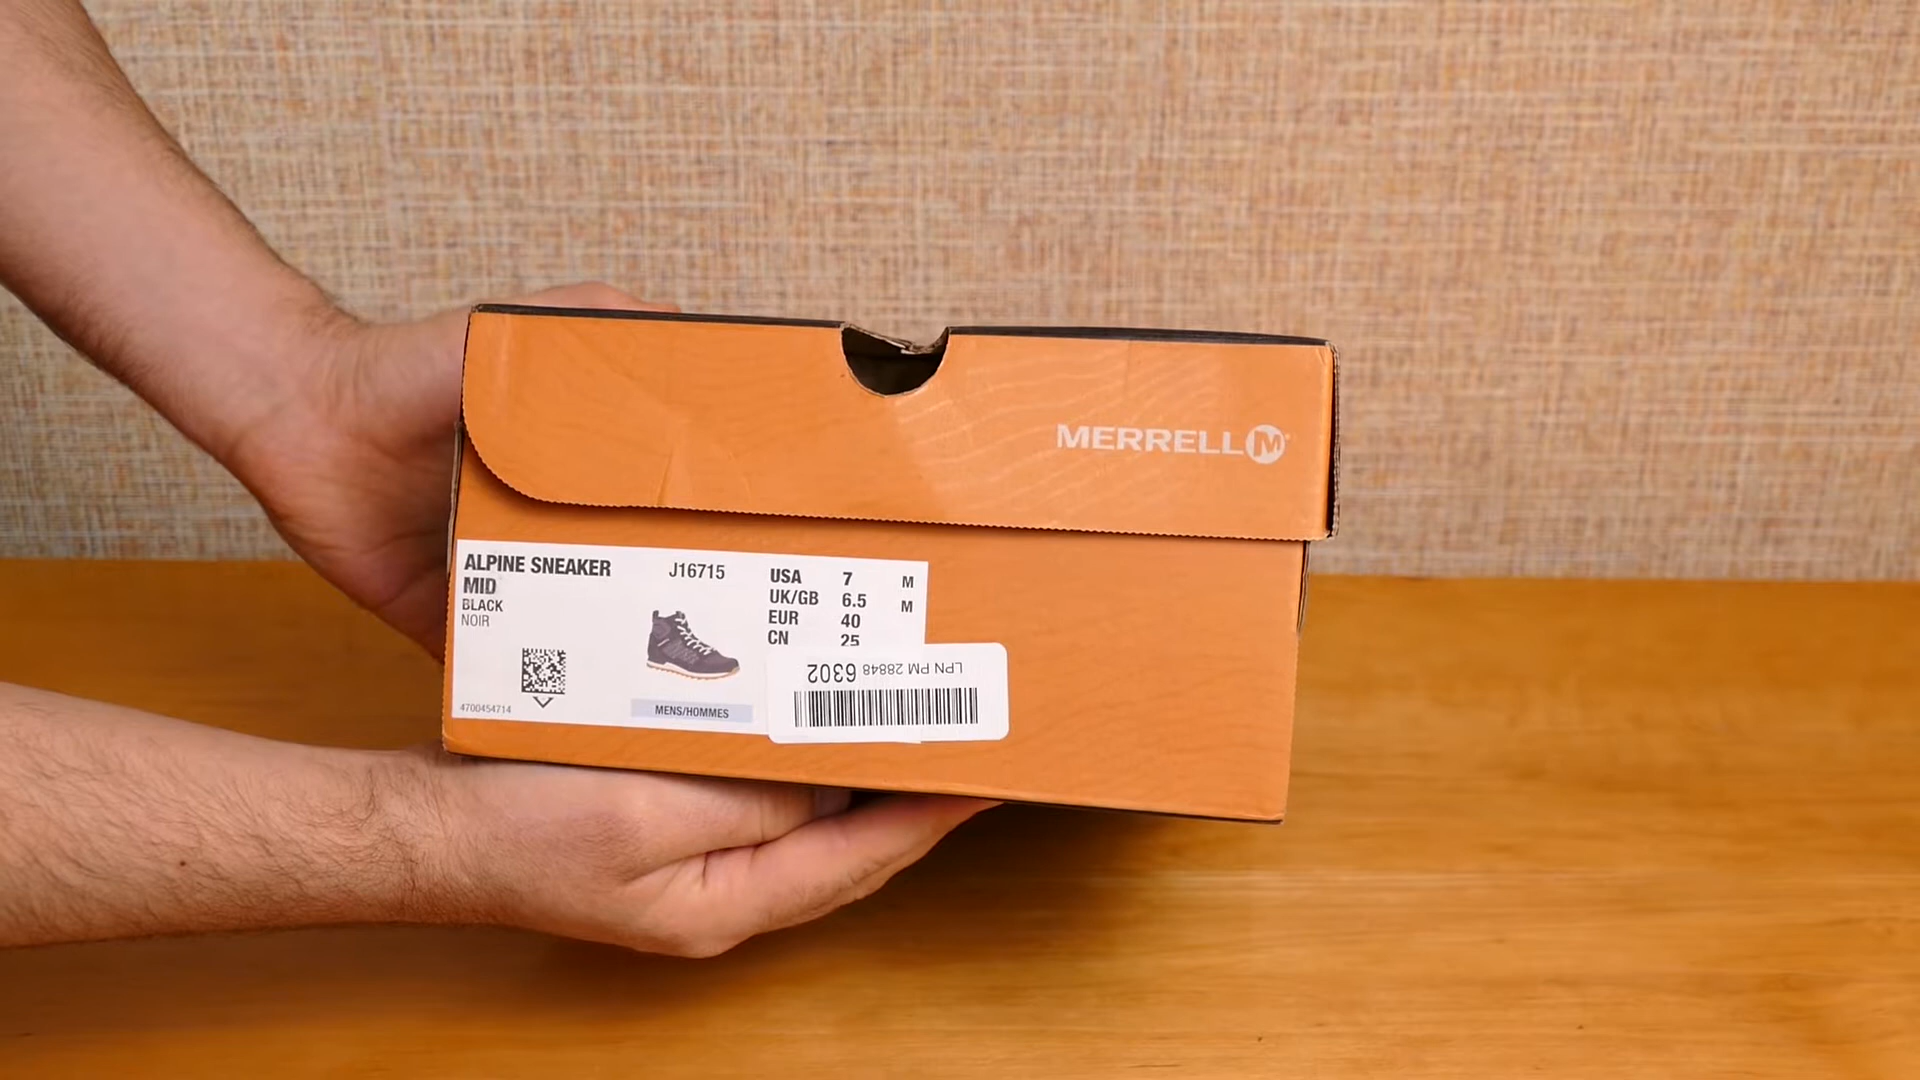 MERRELL M
ALPINE SNEAKER
MID
BLACK
NOIR
4700454714
J16715
MENS/HOMMES
USA 7 M
UK/GB 6.5 M
EUR 40
CN 25
LPN PM 28848 6302